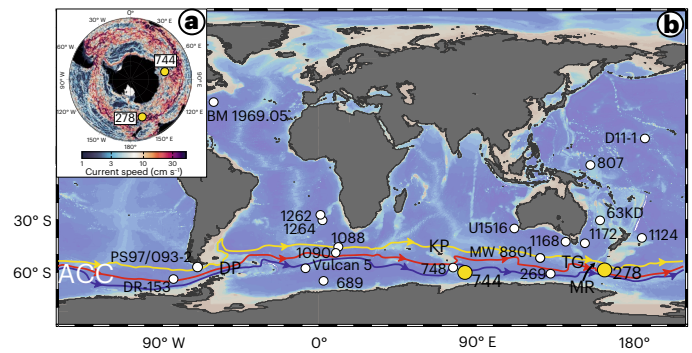 a
b
30° W 0° 30° E
60° W 60° E
744
90° W 90° E
278
120° W 120° E
150° W 180° 150° E
1 3 10 30
Current speed (cm s⁻¹)
BM 1969.05
D11-1
807
30° S
1262
1264
U1516
63KD
1088
1090
KP
1168
1172
1124
PS97/093-2
DP
Vulcan 5
MW 8801
TG
60° S
ACC
748
744
269
278
DR-153
689
MR
90° W 0° 90° E 180°